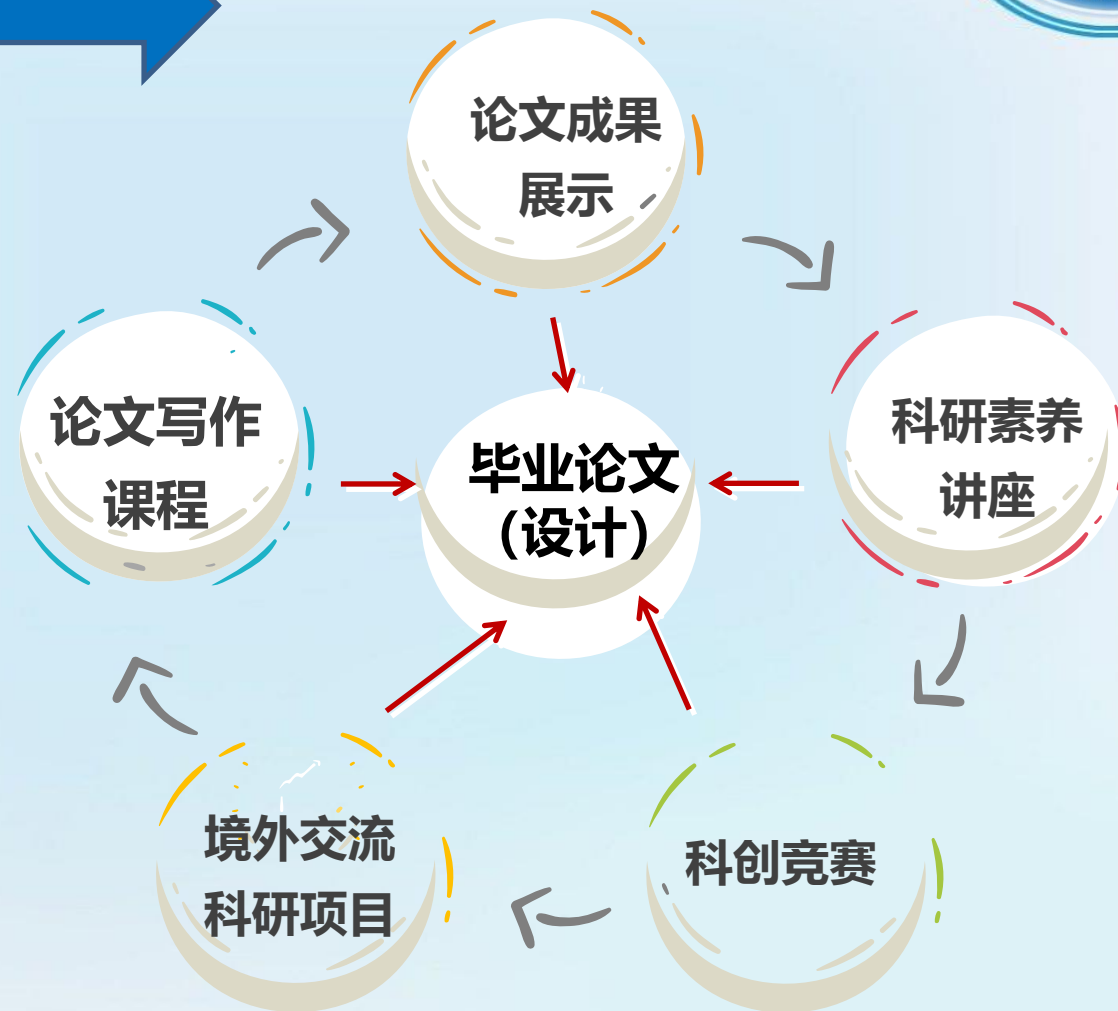 论文成果
展示
论文写作
课程
科研素养
讲座
毕业论文
（设计）
境外交流
科研项目
科创竞赛